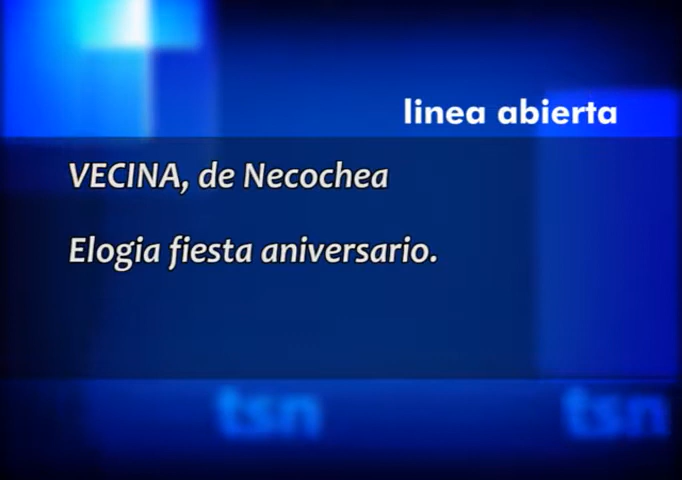 linea abierta
VECINA, de Necochea
Elogia fiesta aniversario.
tsn tsn